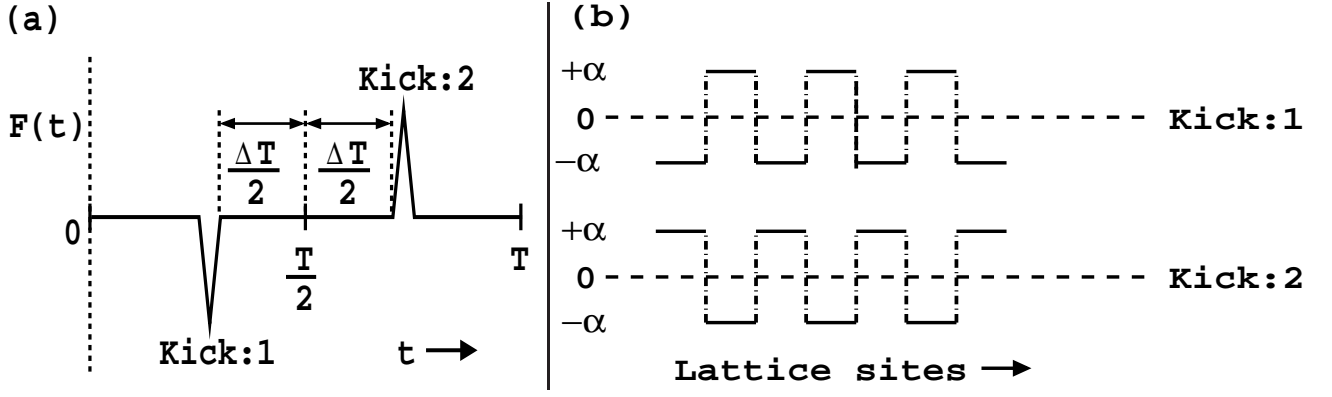 (a)
Kick:2
F(t)
ΔT/2 ΔT/2
0
T/2
T
Kick:1
t
(b)
+α
0
−α
Kick:1
+α
0
−α
Kick:2
Lattice sites